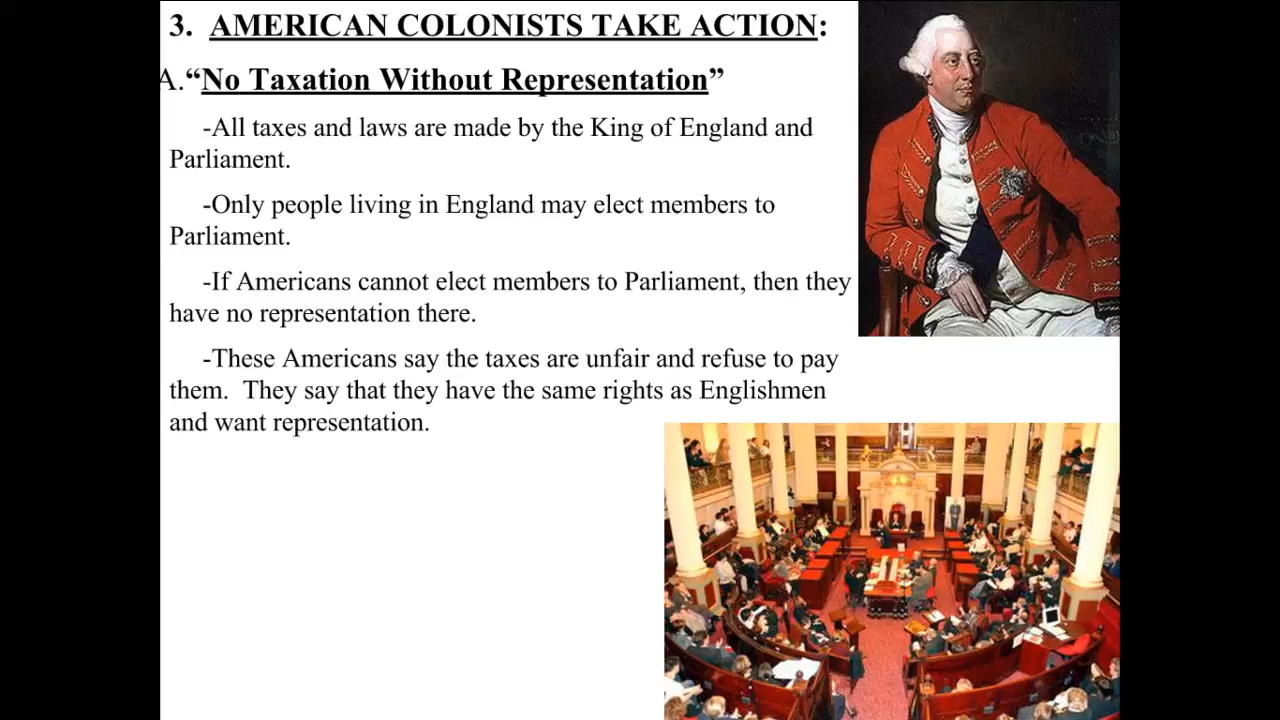 3. AMERICAN COLONISTS TAKE ACTION:
A.“No Taxation Without Representation”
-All taxes and laws are made by the King of England and
Parliament.
-Only people living in England may elect members to
Parliament.
-If Americans cannot elect members to Parliament, then they
have no representation there.
-These Americans say the taxes are unfair and refuse to pay
them. They say that they have the same rights as Englishmen
and want representation.